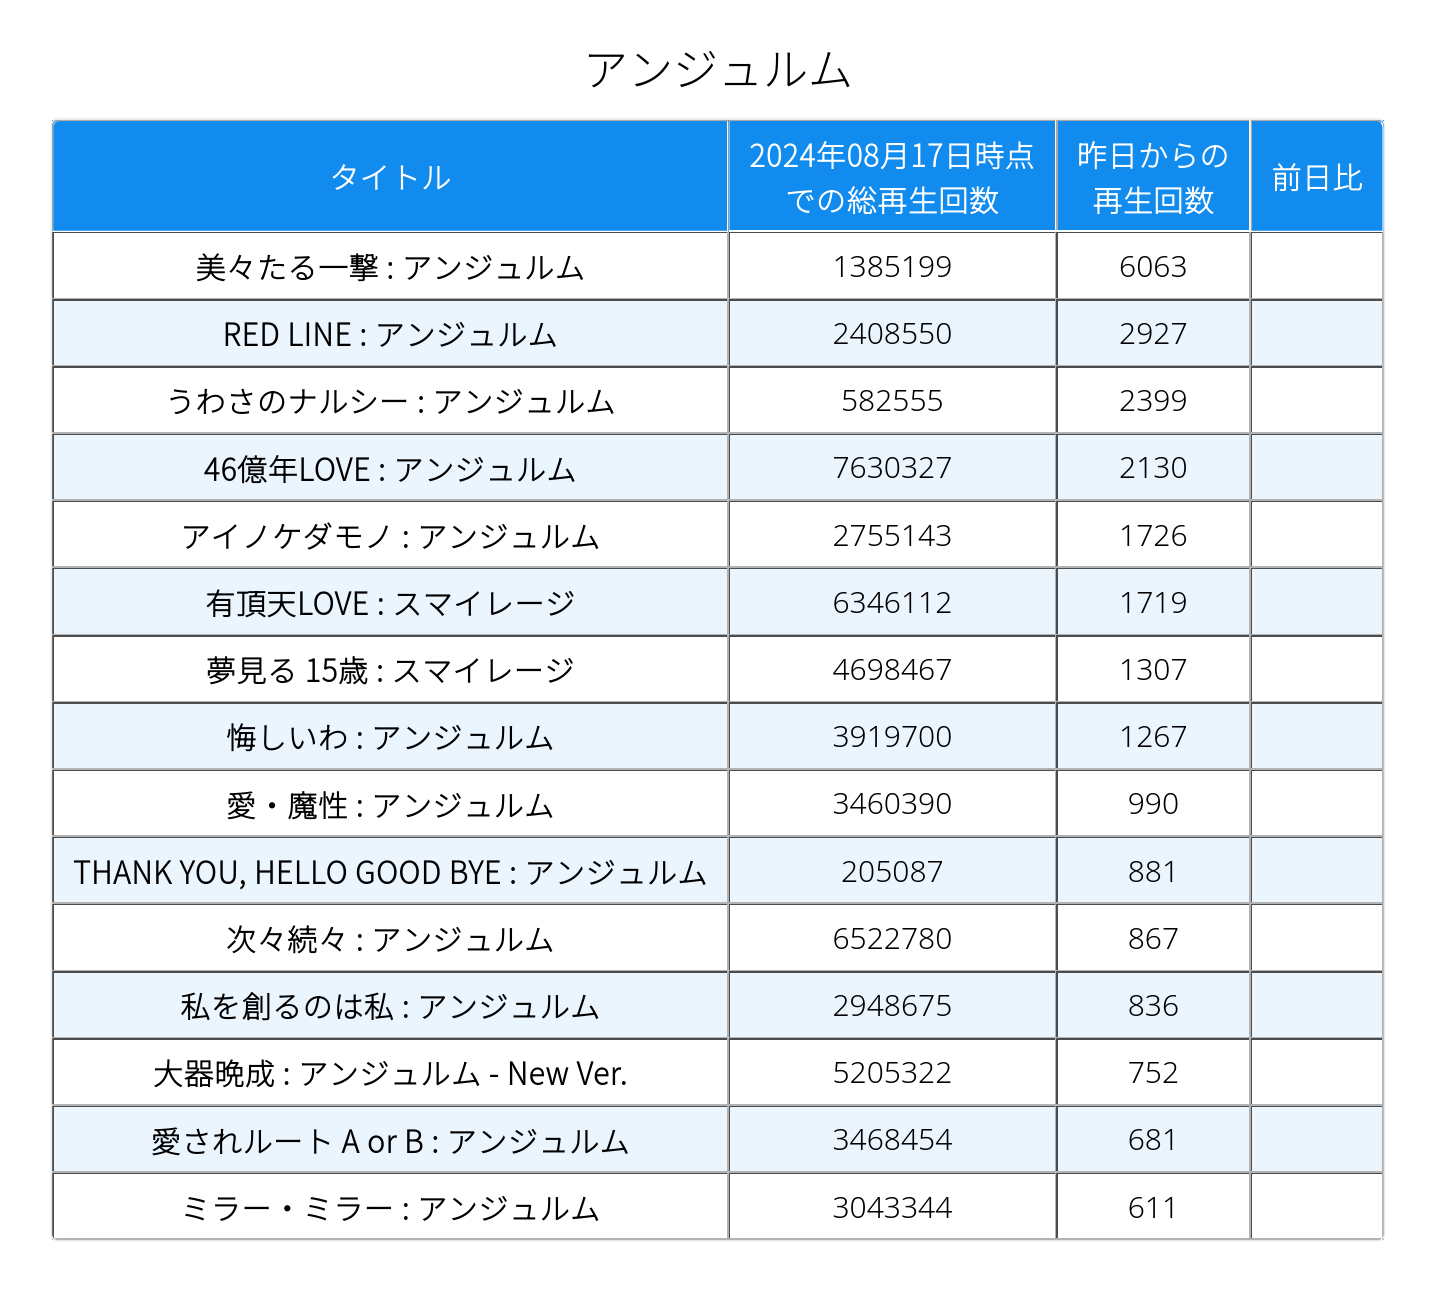 アンジュルム
タイトル 2024年08月17日時点での総再生回数 昨日からの再生回数 前日比
美々たる一撃 : アンジュルム 1385199 6063
RED LINE : アンジュルム 2408550 2927
うわさのナルシー : アンジュルム 582555 2399
46億年LOVE : アンジュルム 7630327 2130
アイノケダモノ : アンジュルム 2755143 1726
有頂天LOVE : スマイレージ 6346112 1719
夢見る 15歳 : スマイレージ 4698467 1307
悔しいわ : アンジュルム 3919700 1267
愛・魔性 : アンジュルム 3460390 990
THANK YOU, HELLO GOOD BYE : アンジュルム 205087 881
次々続々 : アンジュルム 6522780 867
私を創るのは私 : アンジュルム 2948675 836
大器晩成 : アンジュルム - New Ver. 5205322 752
愛されルート A or B : アンジュルム 3468454 681
ミラー・ミラー : アンジュルム 3043344 611